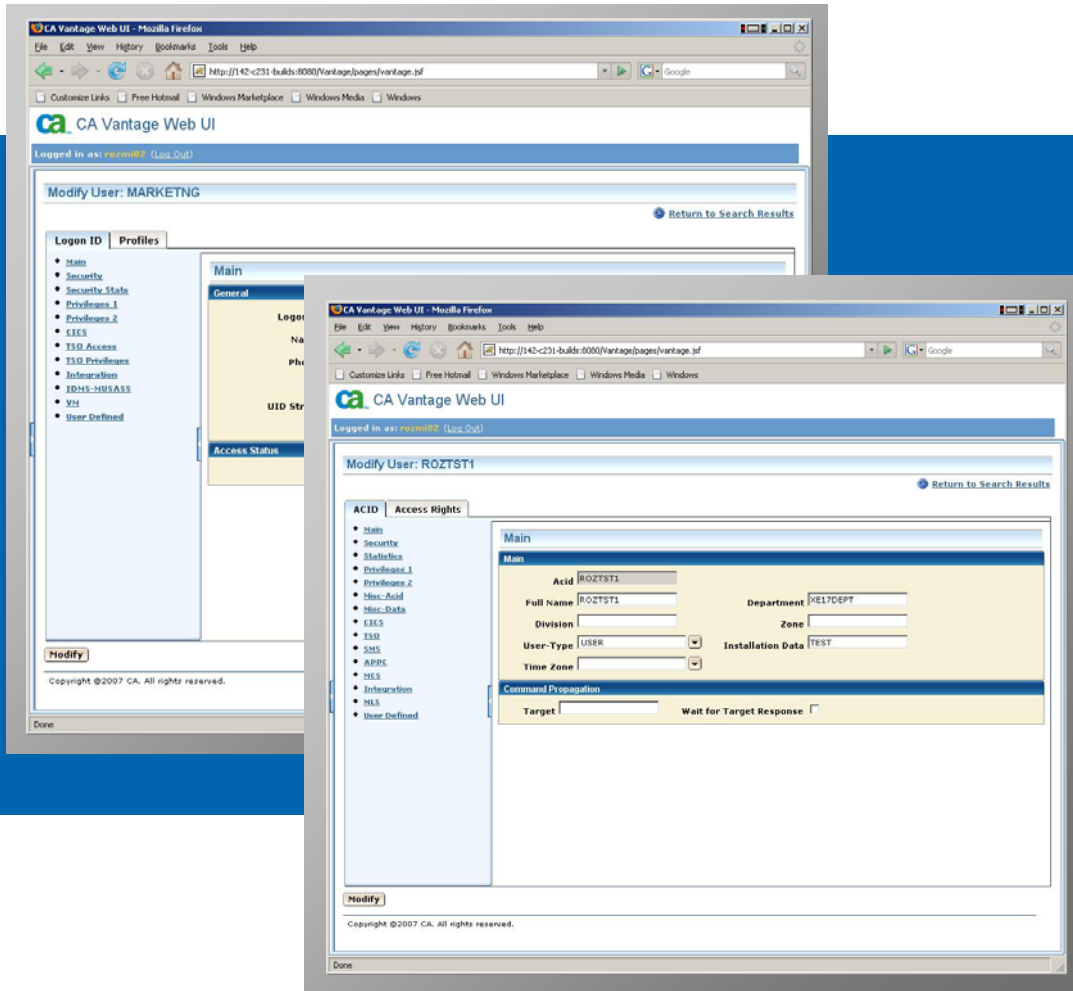 CA Vantage Web UI - Mozilla Firefox
File Edit View History Bookmarks Tools Help
http://142-c231-builds:8080/Vantage/pages/vantage.jsf
G Google
Customize Links Free Hotmail Windows Marketplace Windows Media Windows
ca CA Vantage Web UI
Logged in as: rozmi02 (Log Out)
Modify User: MARKETNG
Return to Search Results
Logon ID Profiles
Main
Security
Security Stats
Privileges 1
Privileges 2
CICS
TSO Access
TSO Privileges
Integration
IDMS-MUSASS
VM
User Defined
Main
General
Logo
Na
Pho
UID Str
Access Status
Modify
Copyright ©2007 CA. All rights reserved.
Done
CA Vantage Web UI - Mozilla Firefox
File Edit View History Bookmarks Tools Help
http://142-c231-builds:8080/Vantage/pages/vantage.jsf
G Google
Customize Links Free Hotmail Windows Marketplace Windows Media Windows
ca CA Vantage Web UI
Logged in as: rozmi02 (Log Out)
Modify User: ROZTST1
Return to Search Results
ACID Access Rights
Main
Security
Statistics
Privileges 1
Privileges 2
Misc-Acid
Misc-Data
CICS
TSO
SMS
APPC
MCS
Integration
MLS
User Defined
Main
Main
Acid ROZTST1
Full Name ROZTST1 Department XE17DEPT
Division Zone
User-Type USER Installation Data TEST
Time Zone
Command Propagation
Target Wait for Target Response
Modify
Copyright ©2007 CA. All rights reserved.
Done